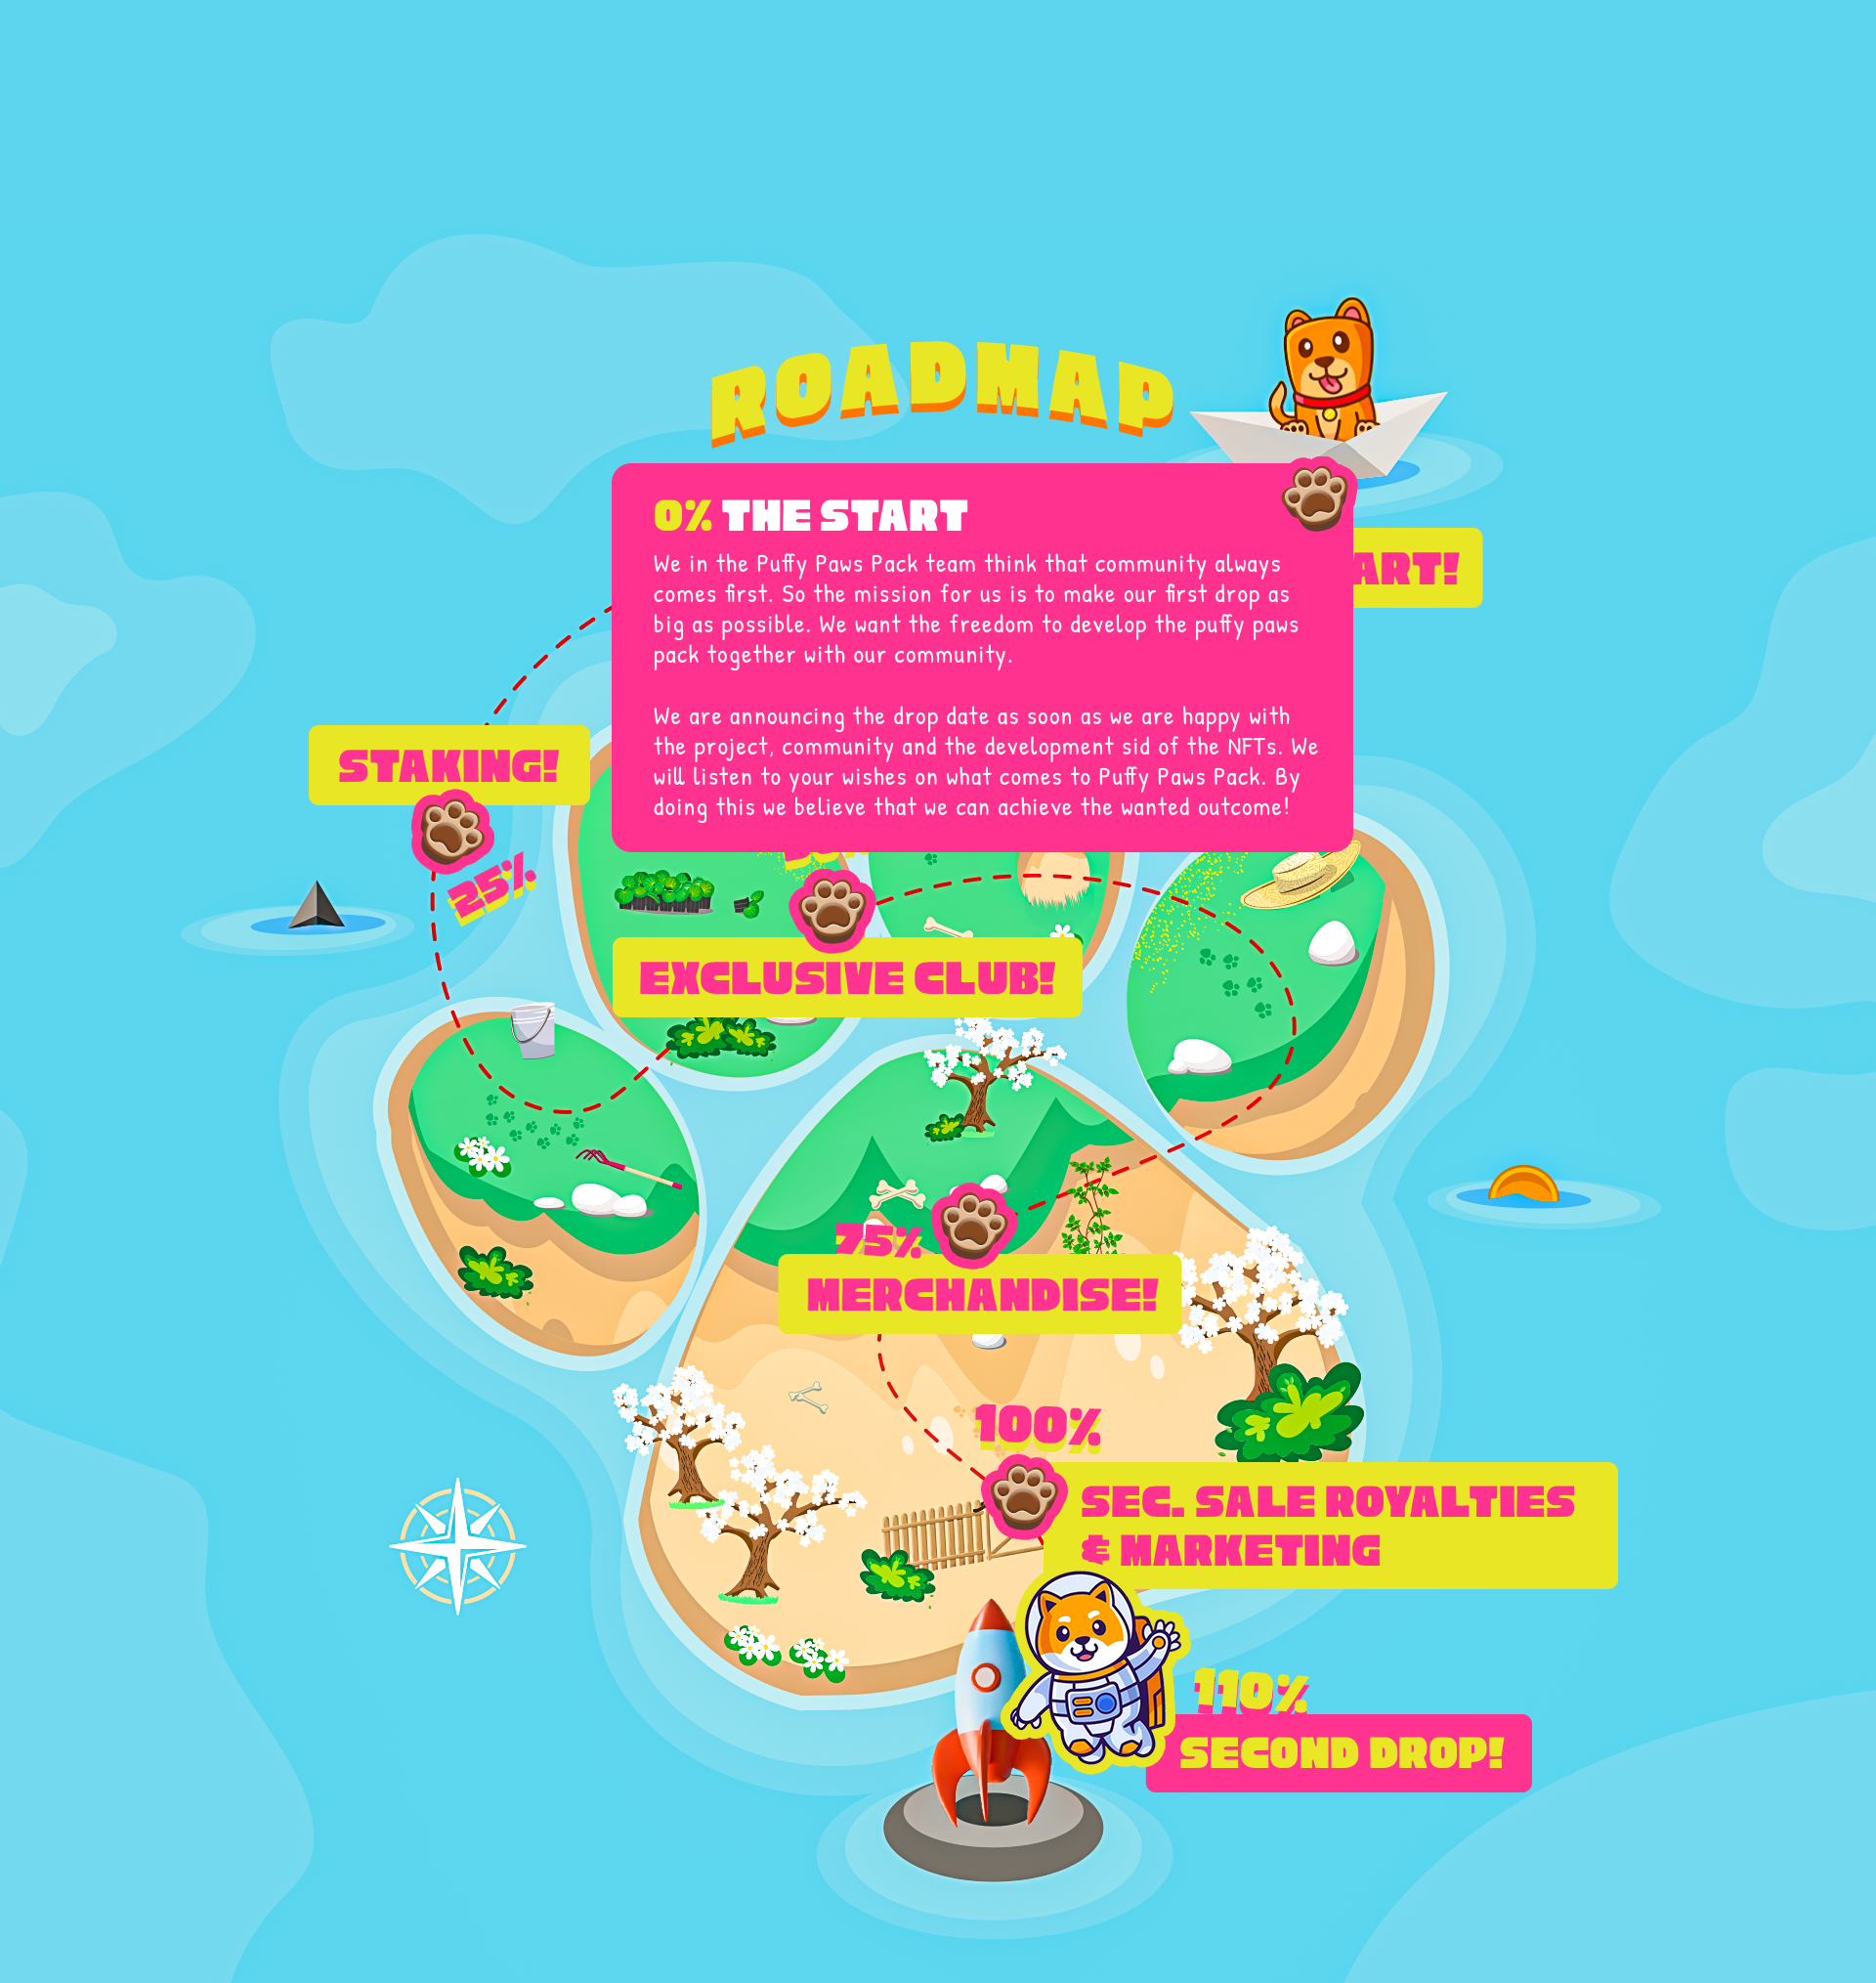 ROADMAP
0% THE START
We in the Puffy Paws Pack team think that community always
comes first. So the mission for us is to make our first drop as
big as possible. We want the freedom to develop the puffy paws
pack together with our community.
We are announcing the drop date as soon as we are happy with
the project, community and the development sid of the NFTs. We
will listen to your wishes on what comes to Puffy Paws Pack. By
doing this we believe that we can achieve the wanted outcome!
ART!
STAKING!
25%
EXCLUSIVE CLUB!
75%
MERCHANDISE!
100%
SEC. SALE ROYALTIES
& MARKETING
110%
SECOND DROP!